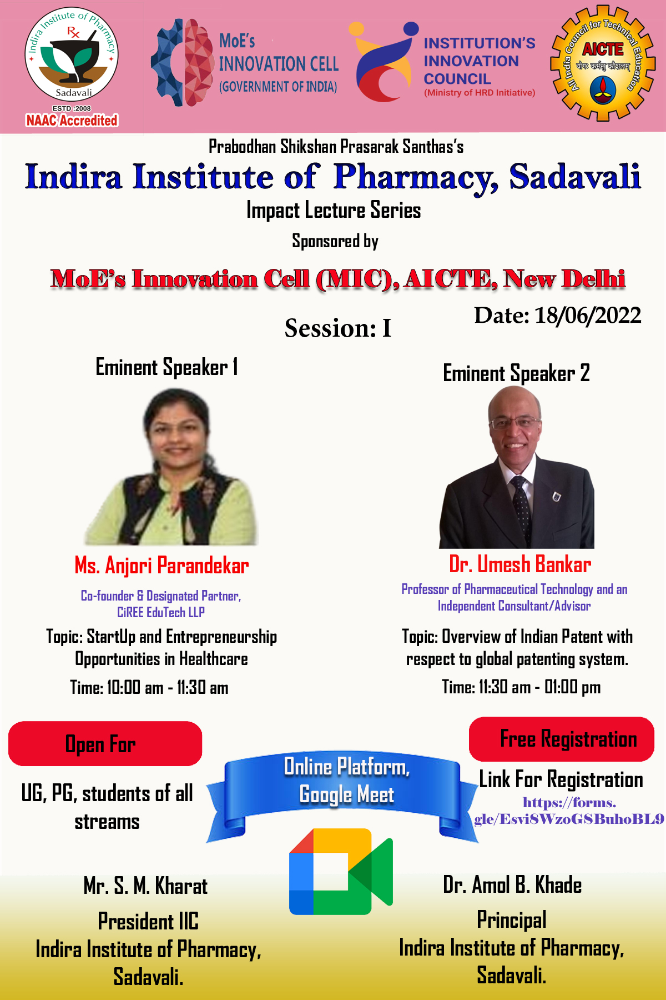 Indira Institute of Pharmacy,
Rx
Sadavali
ESTD :2008
NAAC Accredited
MoE's
INNOVATION CELL
(GOVERNMENT OF INDIA)
INSTITUTION'S
INNOVATION
COUNCIL
(Ministry of HRD Initiative)
All India Council for Technical Education
AICTE
योगः कर्मसु कौशलम्
Prabodhan Shikshan Prasarak Santhas's
Indira Institute of Pharmacy, Sadavali
Impact Lecture Series
Sponsored by
MoE's Innovation Cell (MIC), AICTE, New Delhi
Date: 18/06/2022
Session: I
Eminent Speaker 1
Eminent Speaker 2
Ms. Anjori Parandekar
Co-founder & Designated Partner,
CiREE EduTech LLP
Topic: StartUp and Entrepreneurship
Opportunities in Healthcare
Time: 10:00 am - 11:30 am
Dr. Umesh Bankar
Professor of Pharmaceutical Technology and an
Independent Consultant/Advisor
Topic: Overview of Indian Patent with
respect to global patenting system.
Time: 11:30 am - 01:00 pm
Open For
UG, PG, students of all
streams
Online Platform,
Google Meet
Free Registration
Link For Registration
https://forms.
gle/Esvi8WzoGSBuhoBL9
Mr. S. M. Kharat
President IIC
Indira Institute of Pharmacy,
Sadavali.
Dr. Amol B. Khade
Principal
Indira Institute of Pharmacy,
Sadavali.